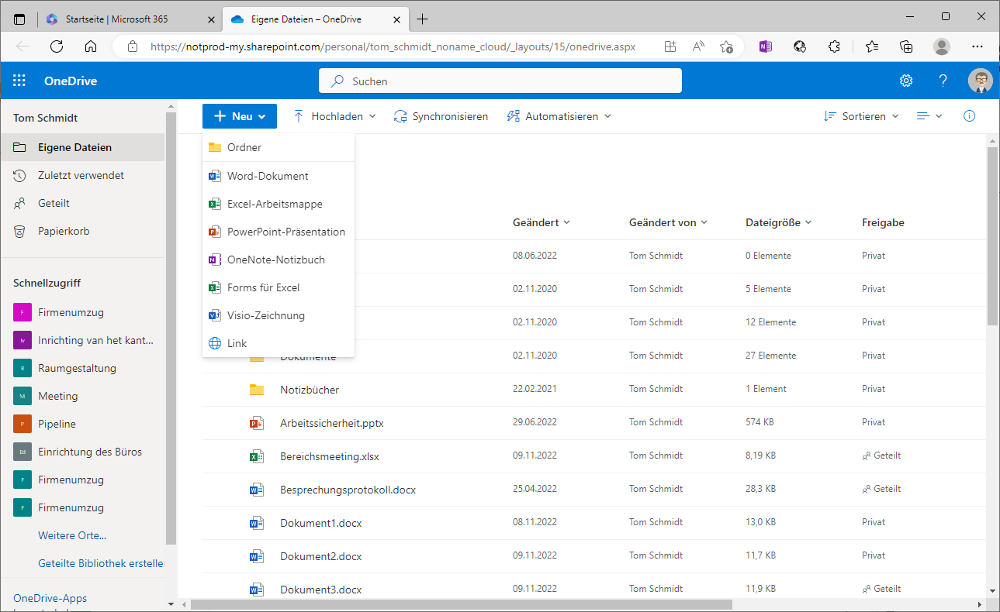 Startseite | Microsoft 365
Eigene Dateien – OneDrive
https://notprod-my.sharepoint.com/personal/tom_schmidt_noname_cloud/_layouts/15/onedrive.aspx
OneDrive
Suchen
Tom Schmidt
Eigene Dateien
Zuletzt verwendet
Geteilt
Papierkorb
Schnellzugriff
F Firmenumzug
Iv Inrichting van het kant...
R Raumgestaltung
M Meeting
P Pipeline
Ed Einrichtung des Büros
F Firmenumzug
F Firmenumzug
Weitere Orte...
OneDrive-Apps
Neu
Hochladen
Synchronisieren
Automatisieren
Sortieren
Ordner
Word-Dokument
Excel-Arbeitsmappe
PowerPoint-Präsentation
OneNote-Notizbuch
Forms für Excel
Visio-Zeichnung
Link
Geändert Geändert von Dateigröße Freigabe
08.06.2022 Tom Schmidt 0 Elemente Privat
02.11.2020 Tom Schmidt 5 Elemente Privat
02.11.2020 Tom Schmidt 12 Elemente Privat
Dokumente 02.11.2020 Tom Schmidt 27 Elemente Privat
Notizbücher 22.02.2021 Tom Schmidt 1 Element Privat
Arbeitssicherheit.pptx 29.06.2022 Tom Schmidt 574 KB Privat
Bereichsmeeting.xlsx 09.11.2022 Tom Schmidt 8,19 KB Geteilt
Besprechungsprotokoll.docx 25.04.2022 Tom Schmidt 28,3 KB Geteilt
Dokument1.docx 08.11.2022 Tom Schmidt 13,0 KB Privat
Dokument2.docx 09.11.2022 Tom Schmidt 11,7 KB Privat
Dokument3.docx 09.11.2022 Tom Schmidt 11,9 KB Geteilt
Geteilte Bibliothek erstelle